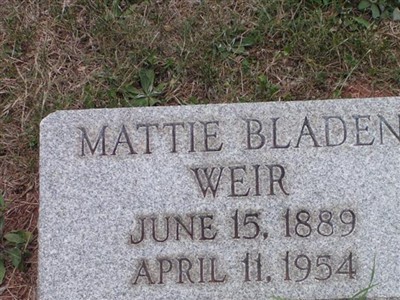 MATTIE BLADEN
WEIR
JUNE 15, 1889
APRIL 11, 1954